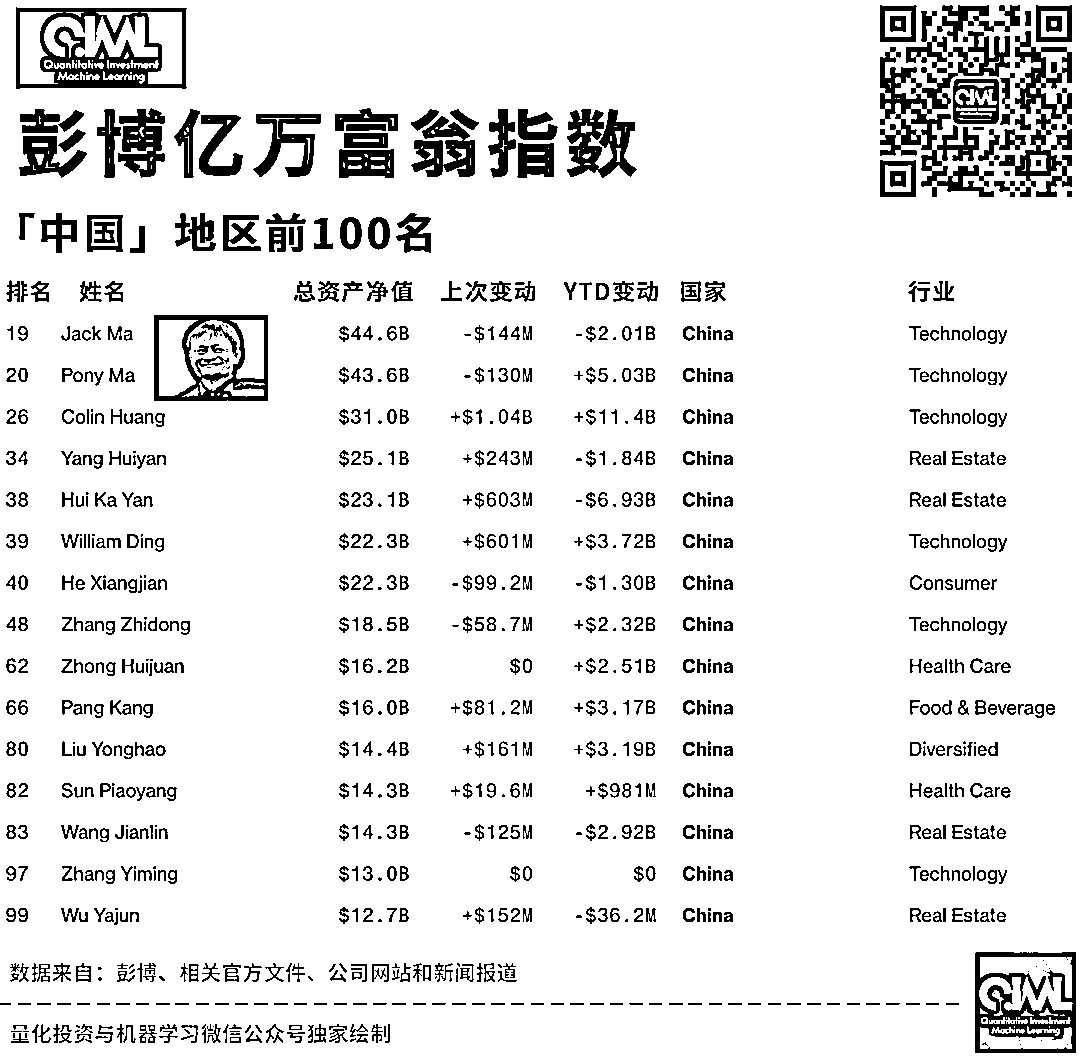 QIML
Quantitative Investment
Machine Learning
彭博亿万富翁指数
「中国」地区前100名
排名 姓名 总资产净值 上次变动 YTD变动 国家 行业
19 Jack Ma $44.6B -$144M -$2.01B China Technology
20 Pony Ma $43.6B -$130M +$5.03B China Technology
26 Colin Huang $31.0B +$1.04B +$11.4B China Technology
34 Yang Huiyan $25.1B +$243M -$1.84B China Real Estate
38 Hui Ka Yan $23.1B +$603M -$6.93B China Real Estate
39 William Ding $22.3B +$601M +$3.72B China Technology
40 He Xiangjian $22.3B -$99.2M -$1.30B China Consumer
48 Zhang Zhidong $18.5B -$58.7M +$2.32B China Technology
62 Zhong Huijuan $16.2B $0 +$2.51B China Health Care
66 Pang Kang $16.0B +$81.2M +$3.17B China Food & Beverage
80 Liu Yonghao $14.4B +$161M +$3.19B China Diversified
82 Sun Piaoyang $14.3B +$19.6M +$981M China Health Care
83 Wang Jianlin $14.3B -$125M -$2.92B China Real Estate
97 Zhang Yiming $13.0B $0 $0 China Technology
99 Wu Yajun $12.7B +$152M -$36.2M China Real Estate
数据来自：彭博、相关官方文件、公司网站和新闻报道
量化投资与机器学习微信公众号独家绘制
QIML
Quantitative Investment
Machine Learning